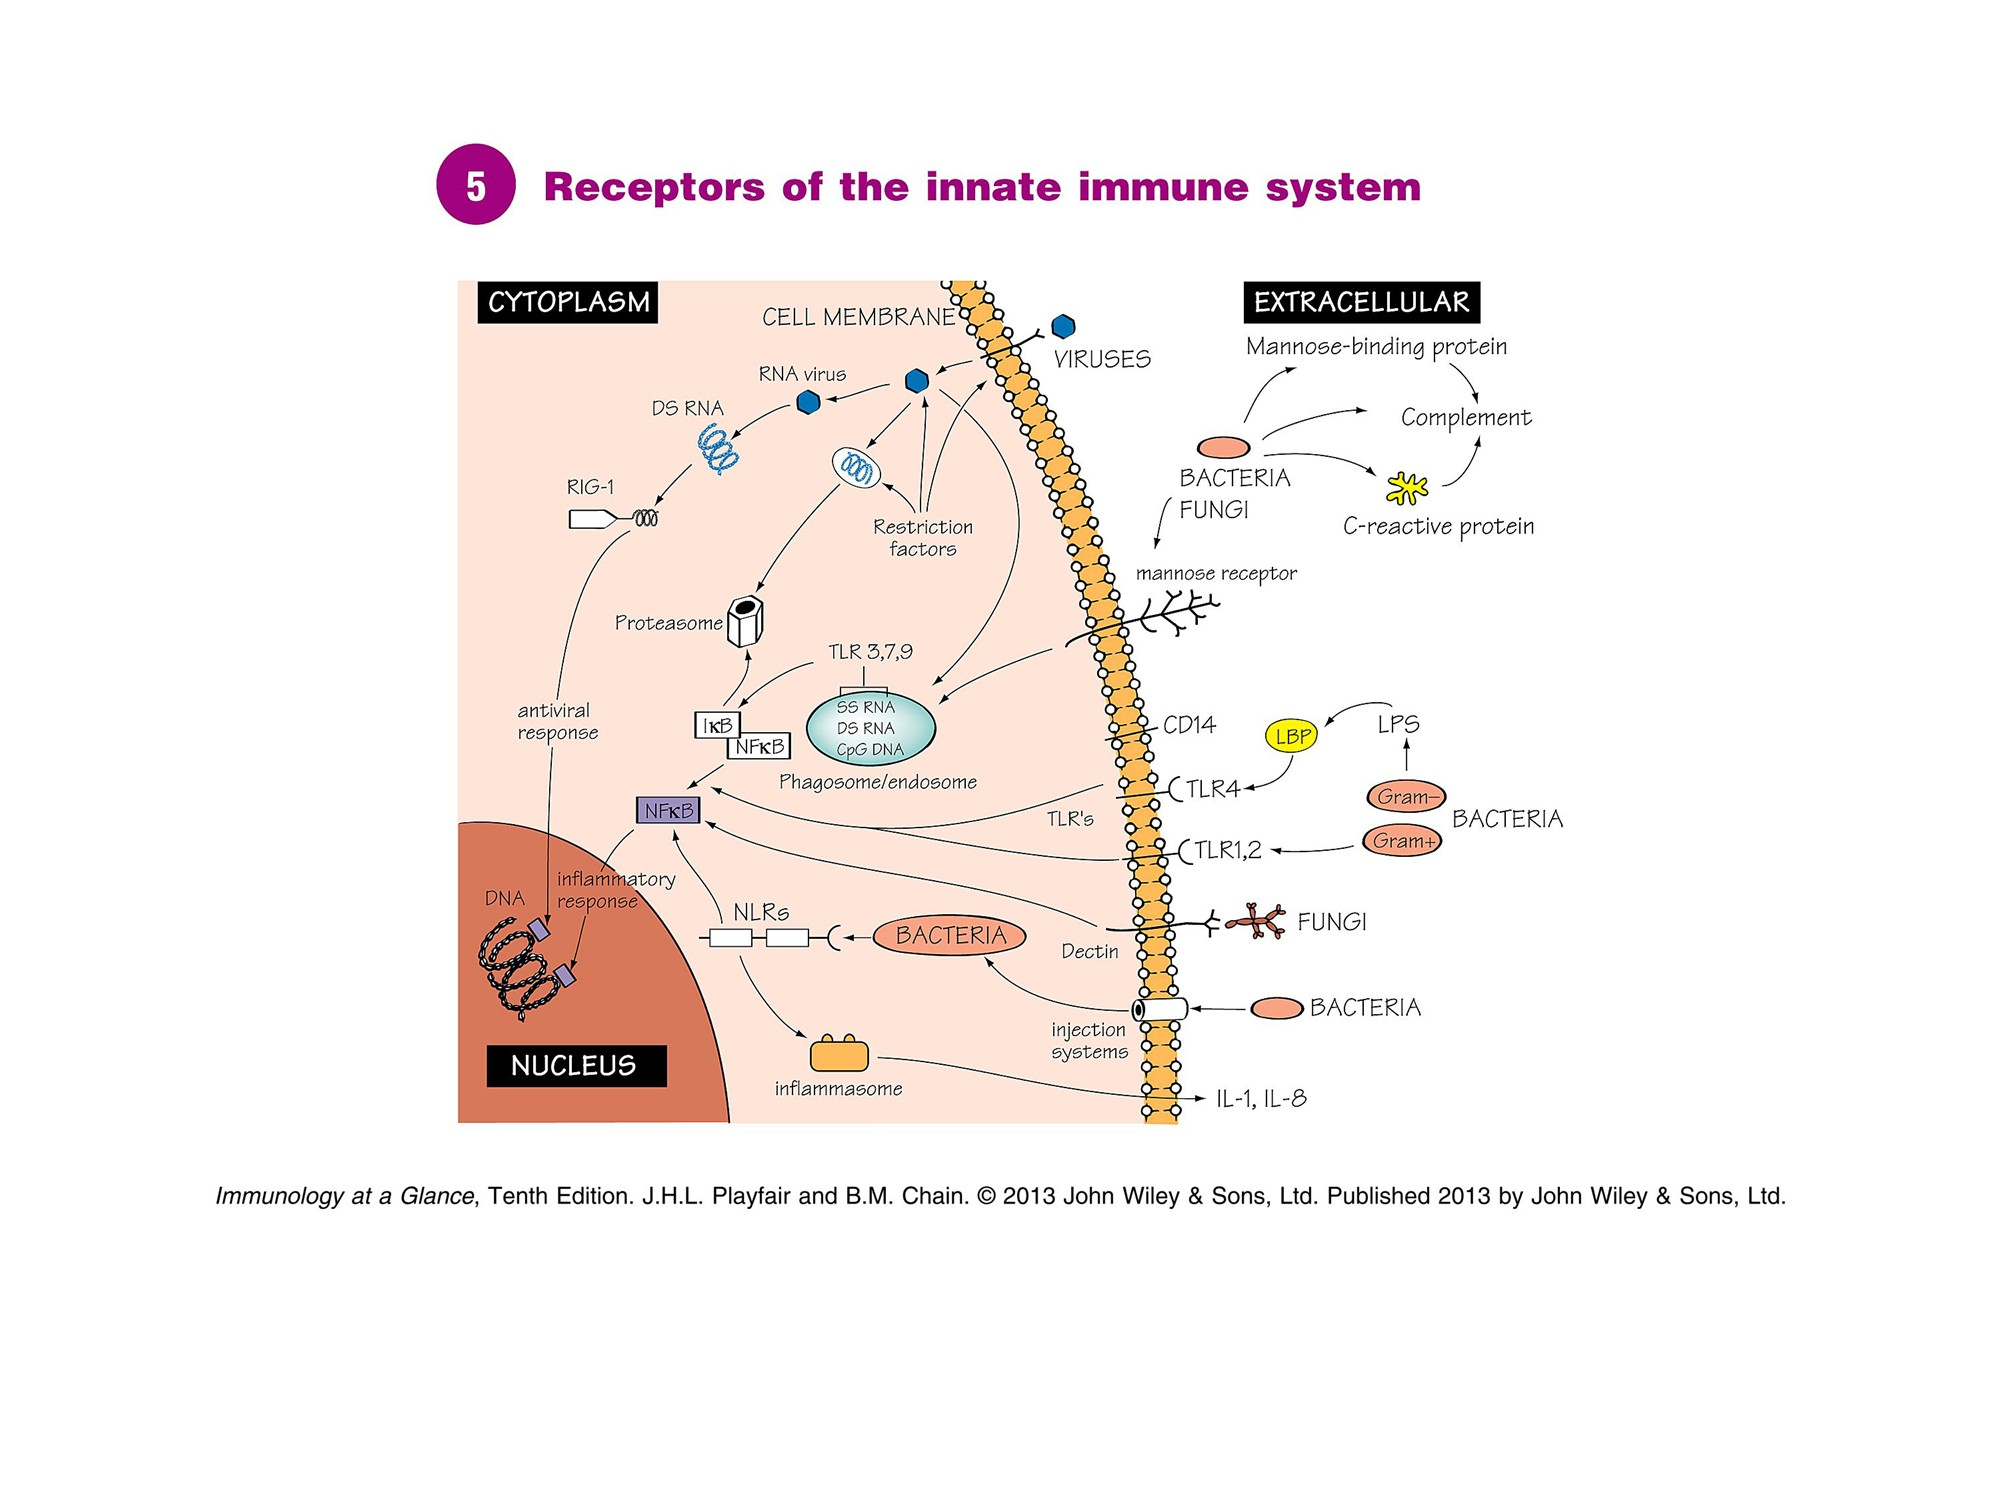 5 Receptors of the innate immune system
CYTOPLASM
EXTRACELLULAR
CELL MEMBRANE
VIRUSES
Mannose-binding protein
RNA virus
DS RNA
Complement
BACTERIA
FUNGI
RIG-1
C-reactive protein
Restriction
factors
mannose receptor
Proteasome
TLR 3,7,9
SS RNA
DS RNA
CpG DNA
Phagosome/endosome
IκB
NFκB
antiviral
response
CD14
LBP
LPS
TLR4
Gram–
BACTERIA
Gram+
TLR's
TLR1,2
NFκB
inflammatory
response
DNA
NLRs
BACTERIA
Dectin
FUNGI
BACTERIA
injection
systems
NUCLEUS
inflammasome
IL-1, IL-8
Immunology at a Glance, Tenth Edition. J.H.L. Playfair and B.M. Chain. © 2013 John Wiley & Sons, Ltd. Published 2013 by John Wiley & Sons, Ltd.